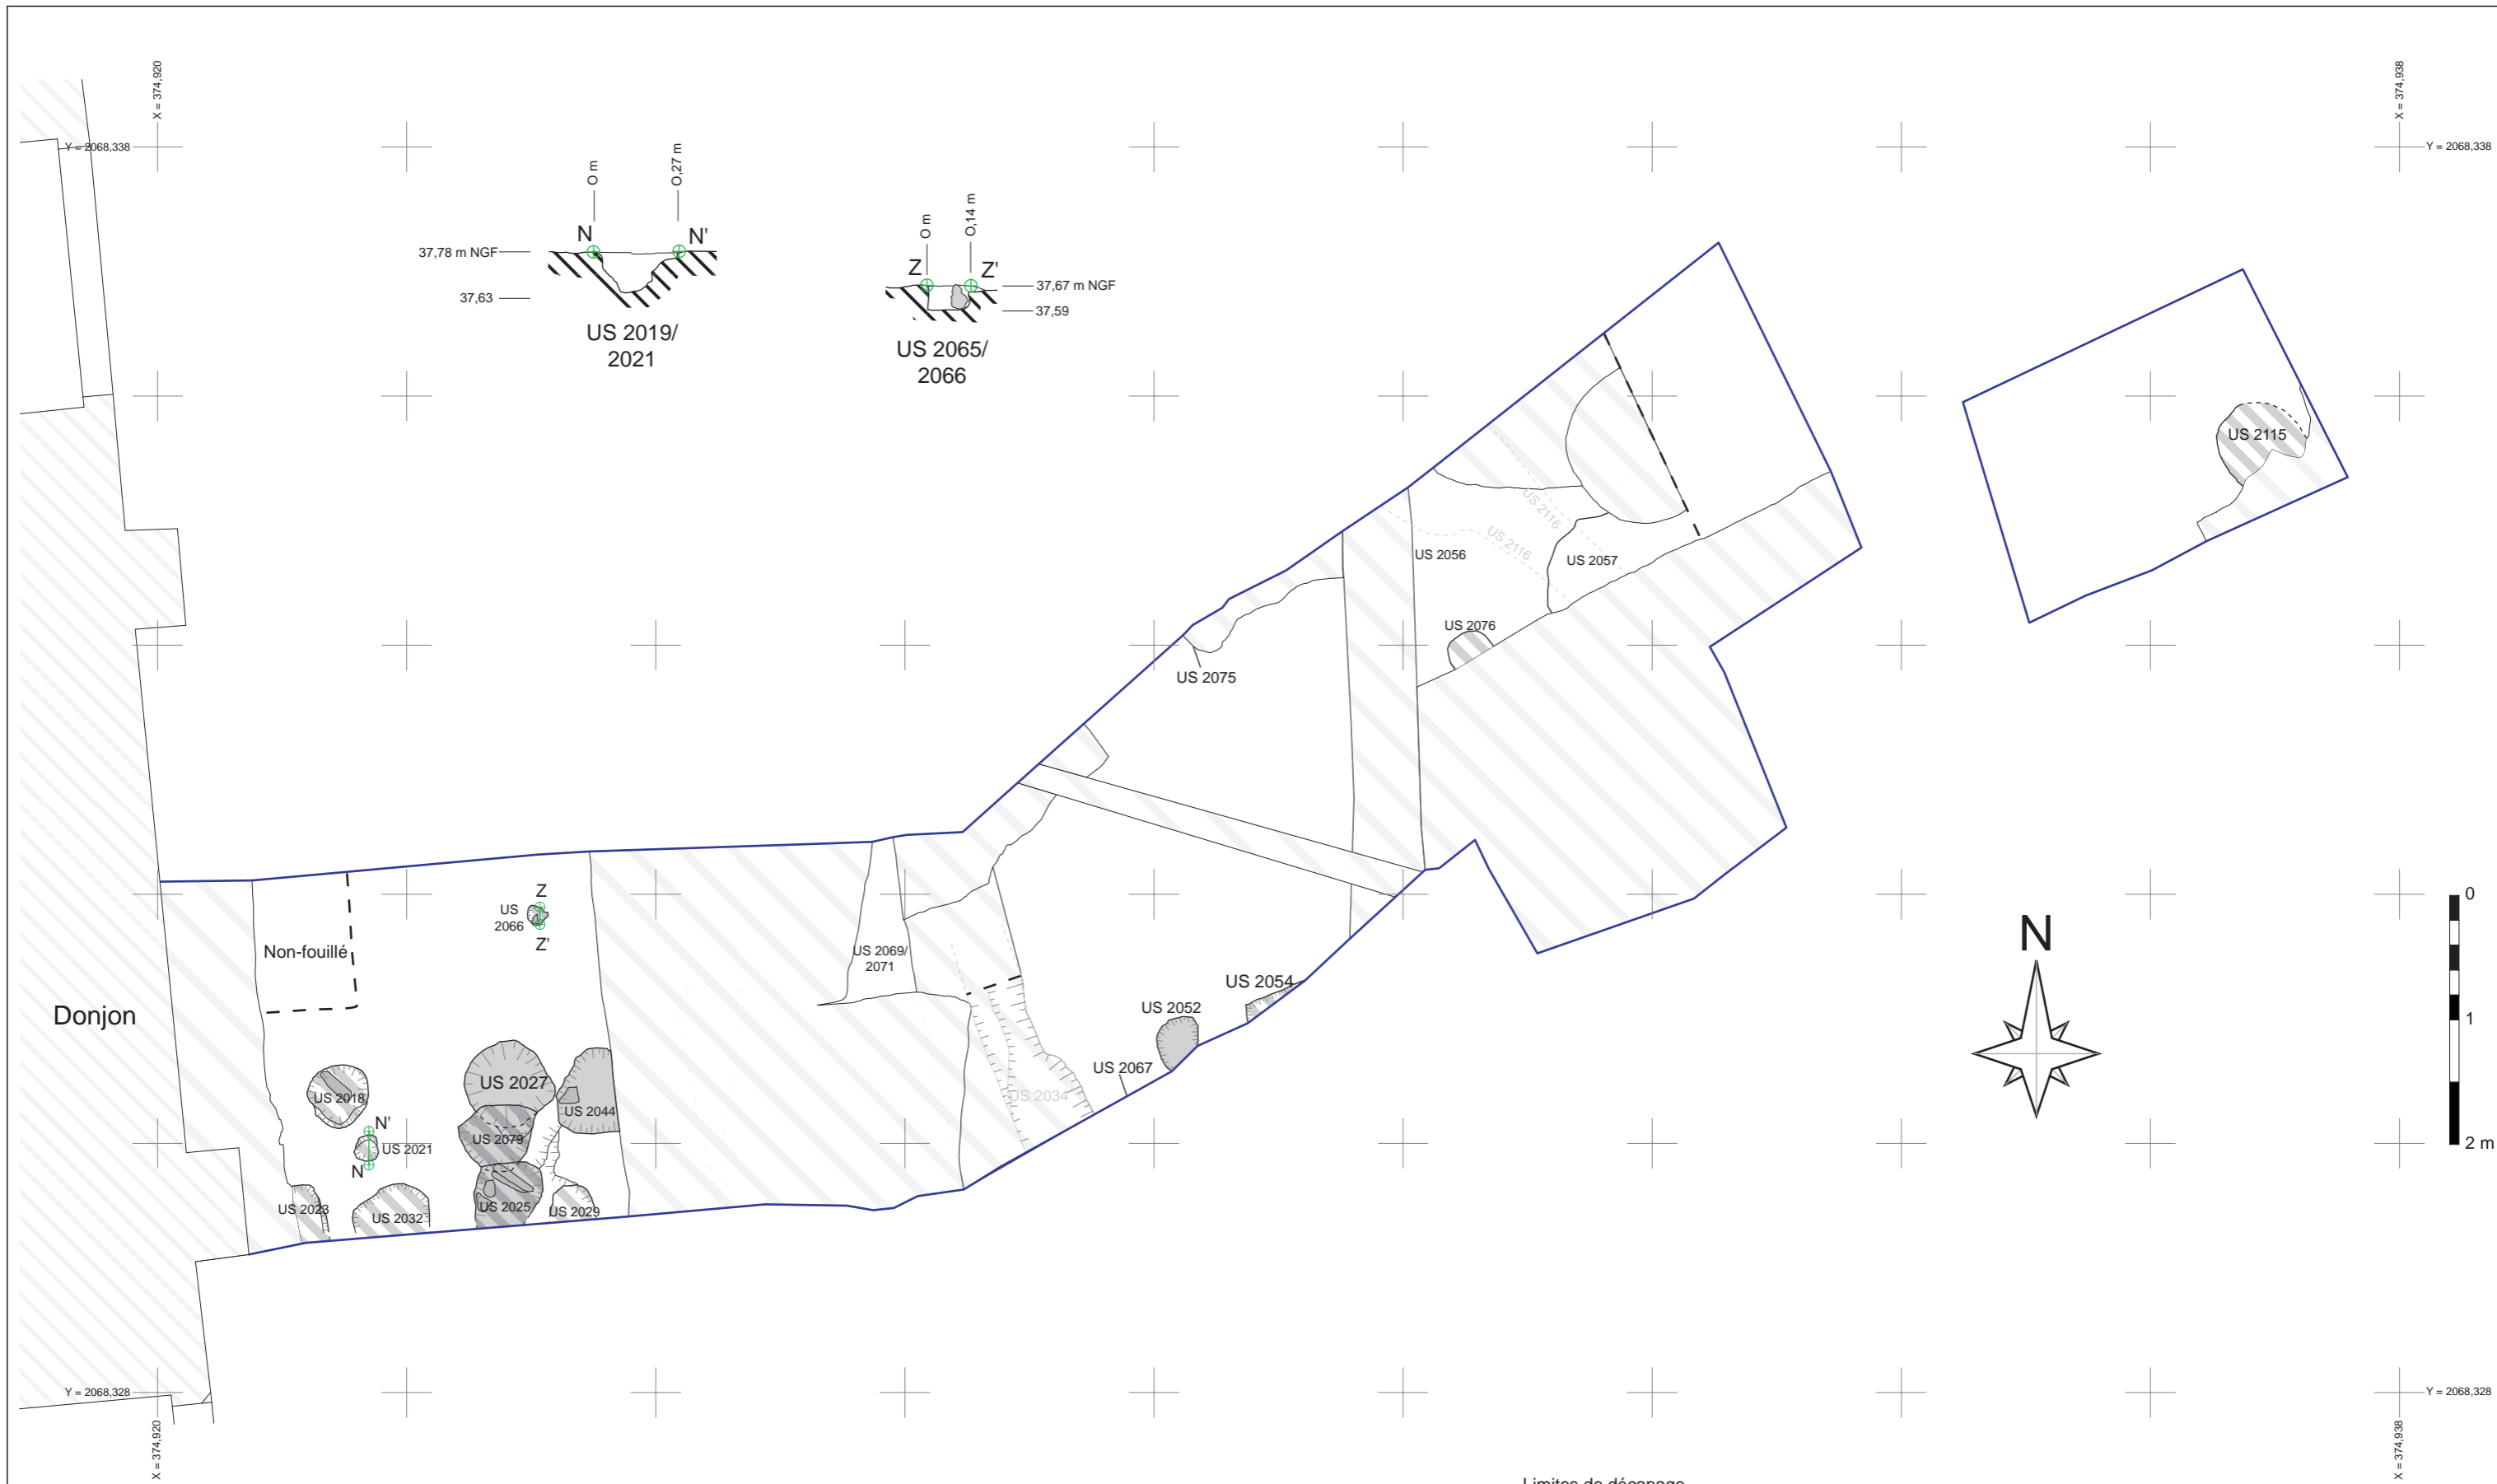 X = 374,920
X = 374,938
Y = 2068,338
Y = 2068,338
O m
O,27 m
N
N'
37,78 m NGF
37,63
US 2019/
2021
O m
O,14 m
Z
Z'
37,67 m NGF
37,59
US 2065/
2066
US 2115
US 2116
US 2116
US 2056
US 2057
US 2076
US 2075
Z
US
2066
Z'
Non-fouillé
US 2069/
2071
Donjon
US 2054
US 2052
US 2067
US 2034
US 2027
US 2018
US 2044
N'
US 2021
N
US 2079
US 2023
US 2032
US 2025
US 2029
N
0
1
2 m
Y = 2068,328
Y = 2068,328
X = 374,920
X = 374,938
Limites de décapage